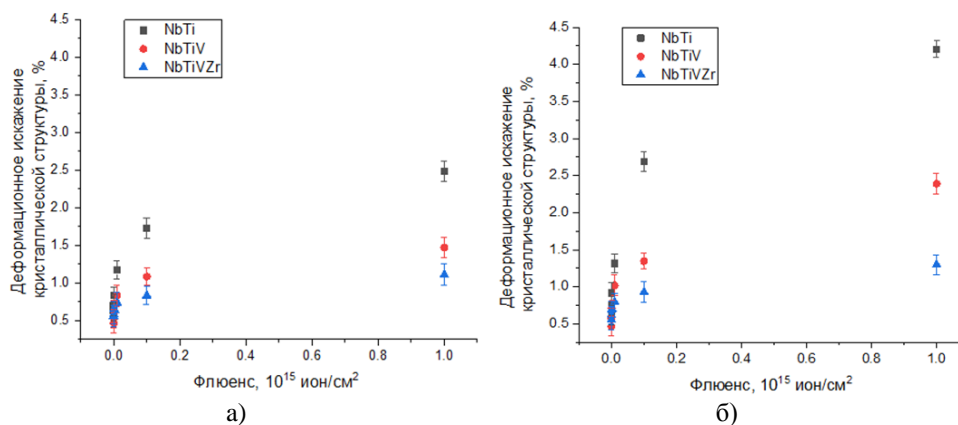 NbTi
NbTiV
NbTiVZr
4.5
4.0
3.5
3.0
2.5
2.0
1.5
1.0
0.5
Деформационное искажение
кристаллической структуры, %
0.0
0.2
0.4
0.6
0.8
1.0
Флюенс, 10¹⁵ ион/см²
а)
NbTi
NbTiV
NbTiVZr
4.5
4.0
3.5
3.0
2.5
2.0
1.5
1.0
0.5
Деформационное искажение
кристаллической структуры, %
0.0
0.2
0.4
0.6
0.8
1.0
Флюенс, 10¹⁵ ион/см²
б)